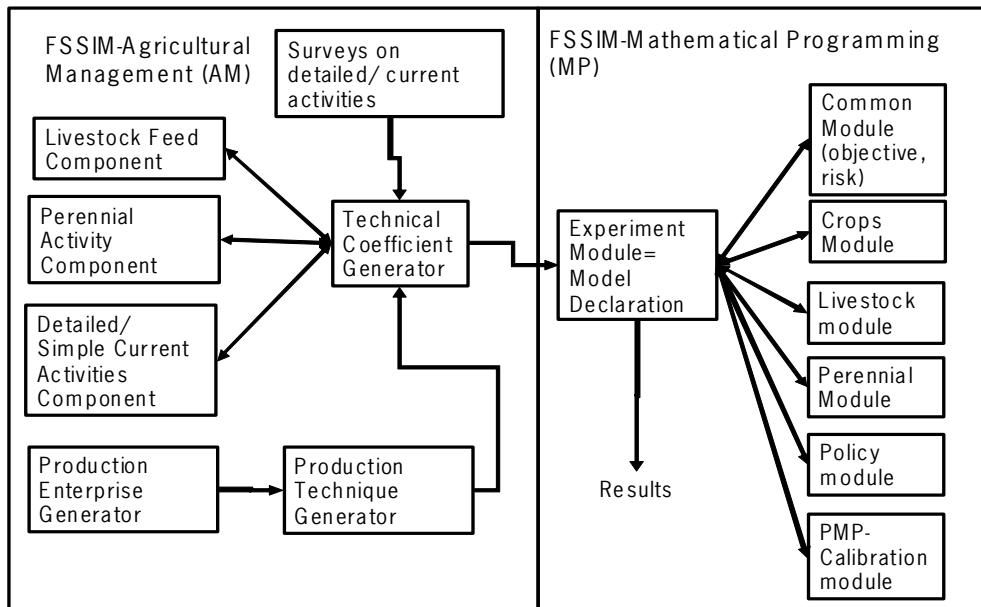 FSSIM-Agricultural
Management (AM)
Surveys on
detailed/ current
activities
Livestock Feed
Component
Perennial
Activity
Component
Detailed/
Simple Current
Activities
Component
Technical
Coefficient
Generator
Production
Enterprise
Generator
Production
Technique
Generator
FSSIM-Mathematical Programming
(MP)
Experiment
Module=
Model
Declaration
Results
Common
Module
(objective,
risk)
Crops
Module
Livestock
module
Perennial
Module
Policy
module
PMP-
Calibration
module